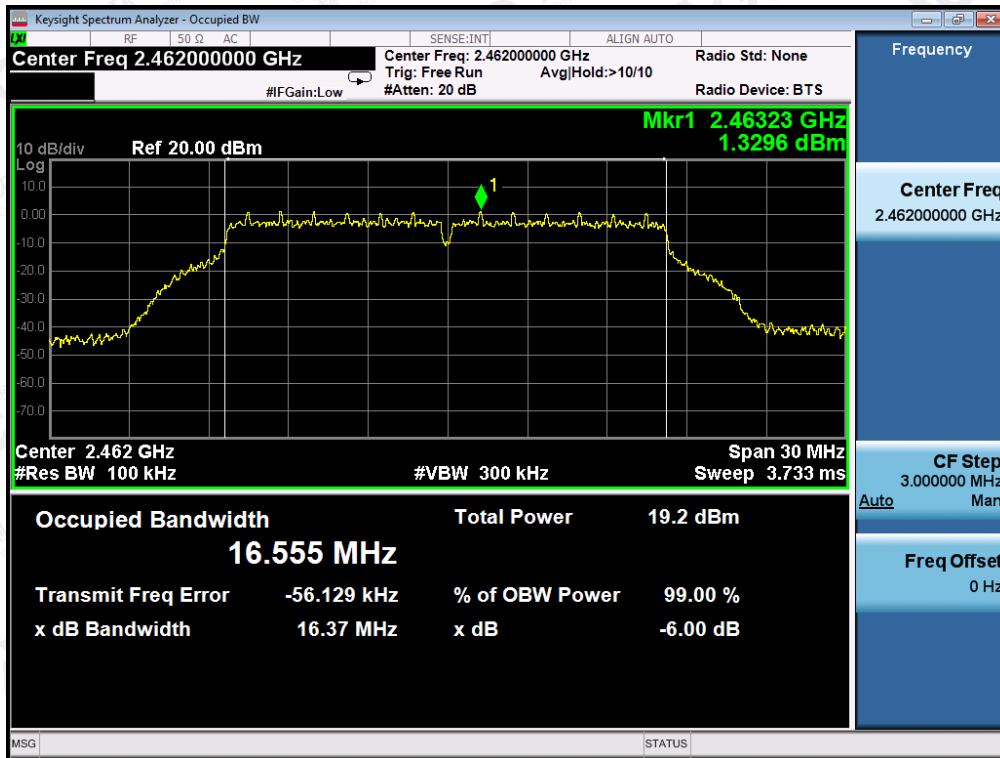 Keysight Spectrum Analyzer - Occupied BW
LXI RF 50 Ω AC SENSE:INT ALIGN AUTO
Center Freq 2.462000000 GHz
#IFGain:Low
Center Freq: 2.462000000 GHz
Trig: Free Run Avg|Hold:>10/10
#Atten: 20 dB
Radio Std: None
Radio Device: BTS
Mkr1 2.46323 GHz
1.3296 dBm
10 dB/div Ref 20.00 dBm
Log
10.0
0.00
-10.0
-20.0
-30.0
-40.0
-50.0
-60.0
-70.0
1
Center 2.462 GHz Span 30 MHz
#Res BW 100 kHz #VBW 300 kHz Sweep 3.733 ms
Occupied Bandwidth Total Power 19.2 dBm
16.555 MHz
Transmit Freq Error -56.129 kHz % of OBW Power 99.00 %
x dB Bandwidth 16.37 MHz x dB -6.00 dB
Frequency
Center Freq
2.462000000 GHz
CF Step
3.000000 MHz
Auto Man
Freq Offset
0 Hz
MSG STATUS